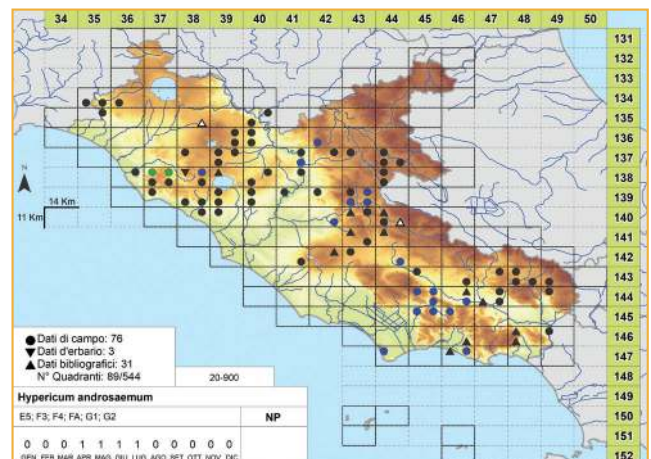 34 35 36 37 38 39 40 41 42 43 44 45 46 47 48 49 50
131
132
133
134
135
136
137
138
139
140
141
142
143
144
145
146
147
148
149
150
151
152
N
14 Km
11 Km
Dati di campo: 76
Dati d'erbario: 3
Dati bibliografici: 31
N° Quadranti: 89/544
20-900
Hypericum androsaemum
E5; F3; F4; FA; G1; G2
NP
0 0 0 1 1 1 1 0 0 0 0 0
GEN FEB MAR APR MAG GIU LUG AGO SET OTT NOV DIC